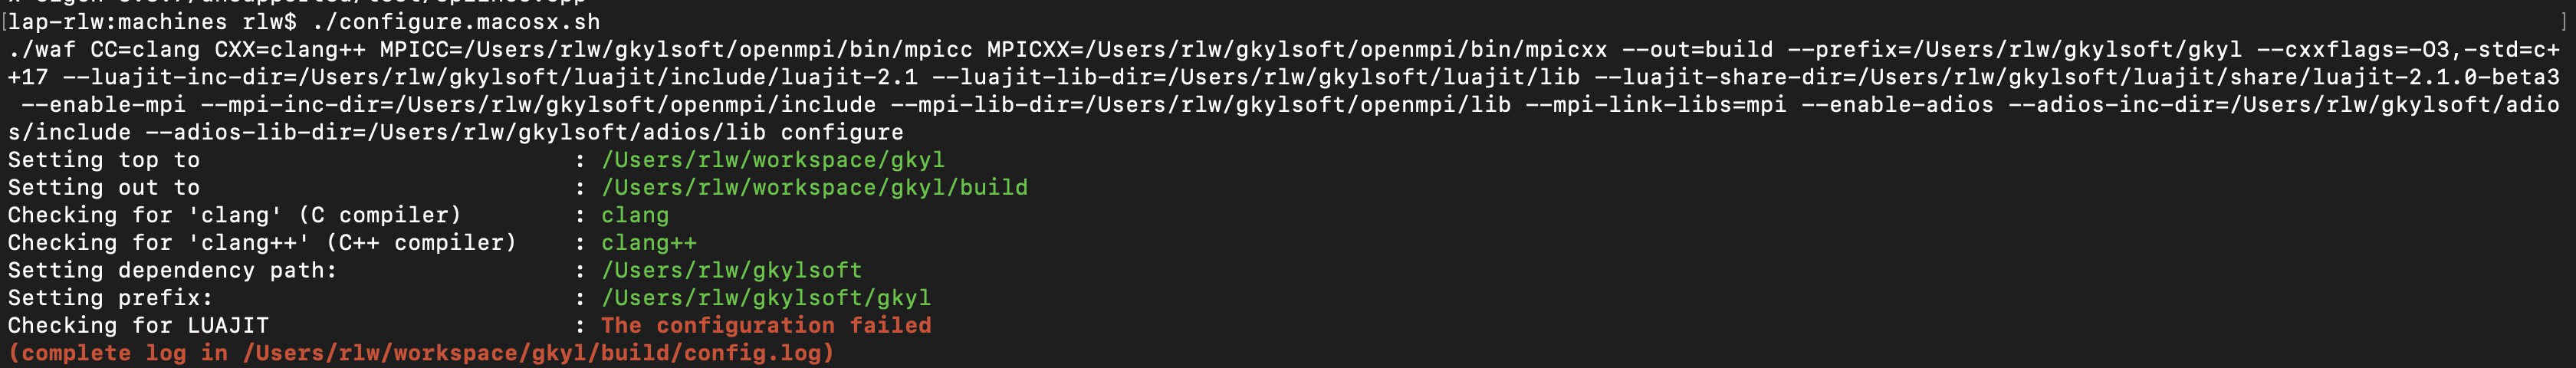 lap-rlw:machines rlw$ ./configure.macosx.sh
./waf CC=clang CXX=clang++ MPICC=/Users/rlw/gkylsoft/openmpi/bin/mpicc MPICXX=/Users/rlw/gkylsoft/openmpi/bin/mpicxx --out=build --prefix=/Users/rlw/gkylsoft/gkyl --cxxflags=-O3,-std=c+
+17 --luajit-inc-dir=/Users/rlw/gkylsoft/luajit/include/luajit-2.1 --luajit-lib-dir=/Users/rlw/gkylsoft/luajit/lib --luajit-share-dir=/Users/rlw/gkylsoft/luajit/share/luajit-2.1.0-beta3
--enable-mpi --mpi-inc-dir=/Users/rlw/gkylsoft/openmpi/include --mpi-lib-dir=/Users/rlw/gkylsoft/openmpi/lib --mpi-link-libs=mpi --enable-adios --adios-inc-dir=/Users/rlw/gkylsoft/adio
s/include --adios-lib-dir=/Users/rlw/gkylsoft/adios/lib configure
Setting top to : /Users/rlw/workspace/gkyl
Setting out to : /Users/rlw/workspace/gkyl/build
Checking for 'clang' (C compiler) : clang
Checking for 'clang++' (C++ compiler) : clang++
Setting dependency path: : /Users/rlw/gkylsoft
Setting prefix: : /Users/rlw/gkylsoft/gkyl
Checking for LUAJIT : The configuration failed
(complete log in /Users/rlw/workspace/gkyl/build/config.log)